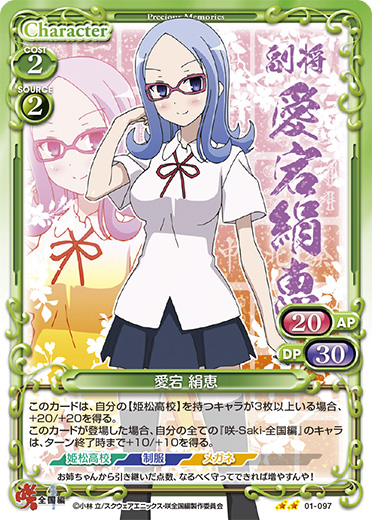 Precious Memories
Character
COST
2
SOURCE
2
副将
愛宕絹恵
20 AP
DP 30
愛宕 絹恵
このカードは、自分の【姫松高校】を持つキャラが3枚以上いる場合、
+20/+20を得る。
このカードが登場した場合、自分の全ての『咲-Saki-全国編』のキャラ
は、ターン終了時まで+10/+10を得る。
姫松高校 制服 メガネ
お姉ちゃんから引き継いだ点数、なるべく守ってできれば増やすんや!
咲 全国編
©小林 立/スクウェアエニックス・咲全国編製作委員会
01-097